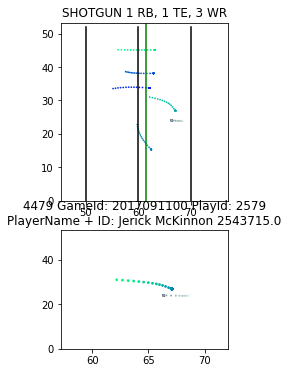 SHOTGUN 1 RB, 1 TE, 3 WR
50
40
30
20
10
0
50 60 70
4479 GameId: 2017091100 PlayId: 2579
PlayerName + ID: Jerick McKinnon 2543715.0
40
20
0
60 65 70